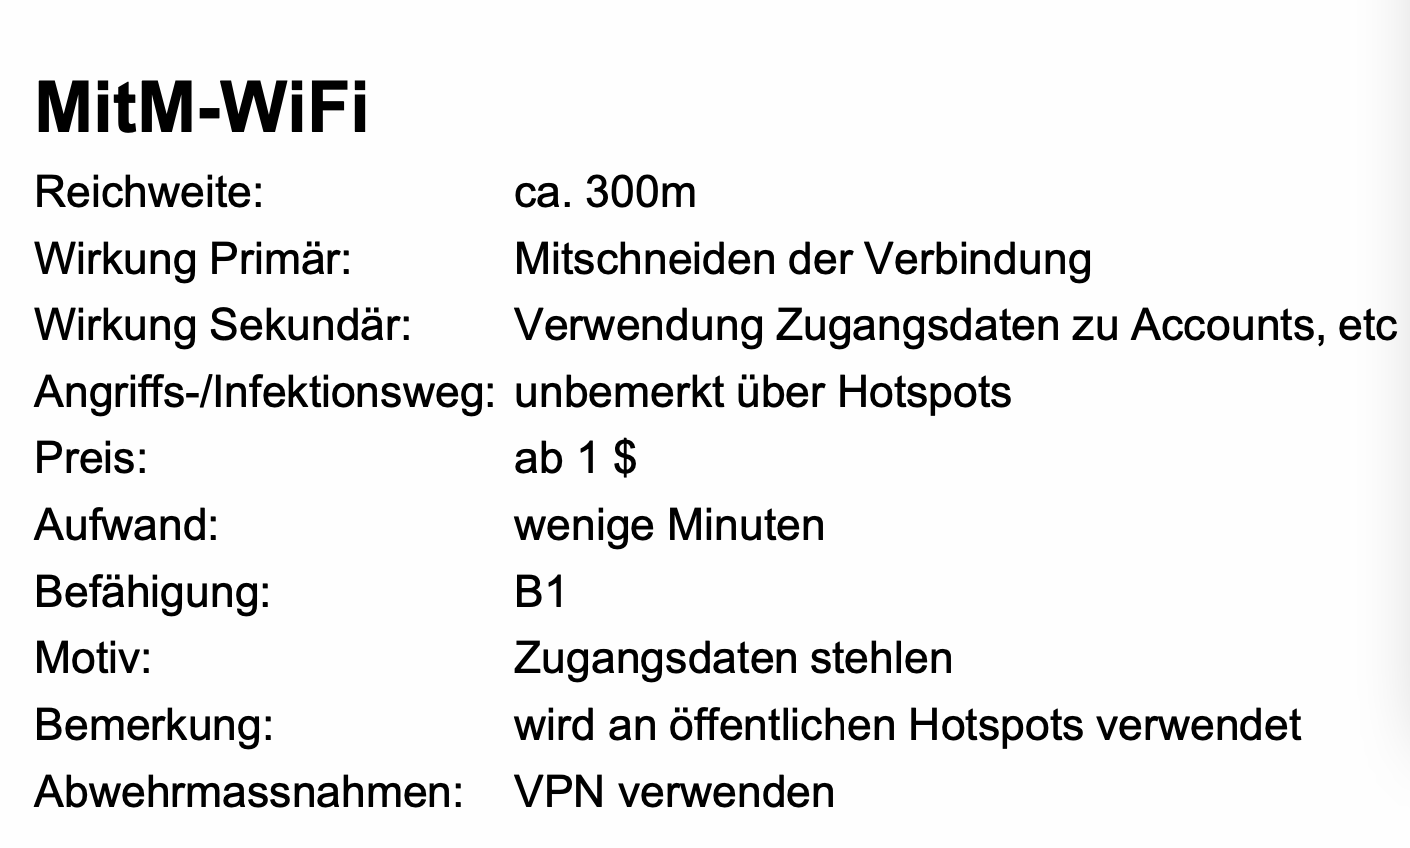 MitM-WiFi
Reichweite: ca. 300m
Wirkung Primär: Mitschneiden der Verbindung
Wirkung Sekundär: Verwendung Zugangsdaten zu Accounts, etc
Angriffs-/Infektionsweg: unbemerkt über Hotspots
Preis: ab 1 $
Aufwand: wenige Minuten
Befähigung: B1
Motiv: Zugangsdaten stehlen
Bemerkung: wird an öffentlichen Hotspots verwendet
Abwehrmassnahmen: VPN verwenden